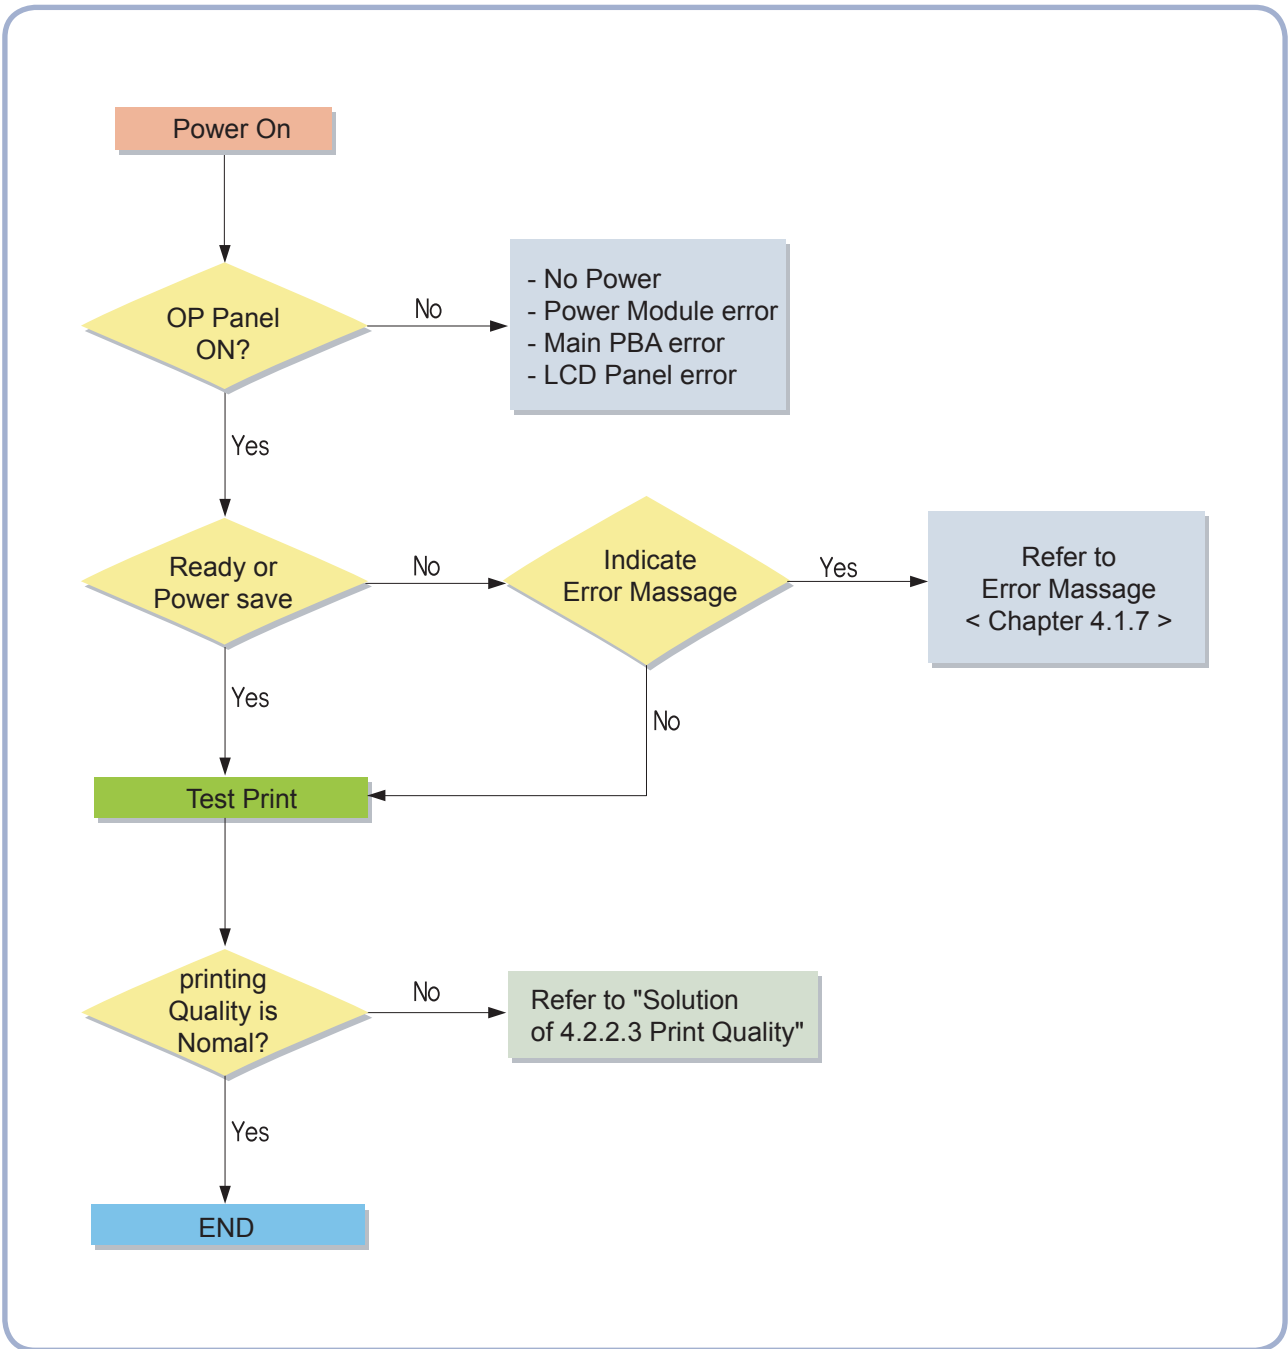 Power On
OP Panel
ON?
No
- No Power
- Power Module error
- Main PBA error
- LCD Panel error
Yes
Ready or
Power save
No
Indicate
Error Massage
Yes
Refer to
Error Massage
< Chapter 4.1.7 >
Yes
No
Test Print
printing
Quality is
Nomal?
No
Refer to "Solution
of 4.2.2.3 Print Quality"
Yes
END